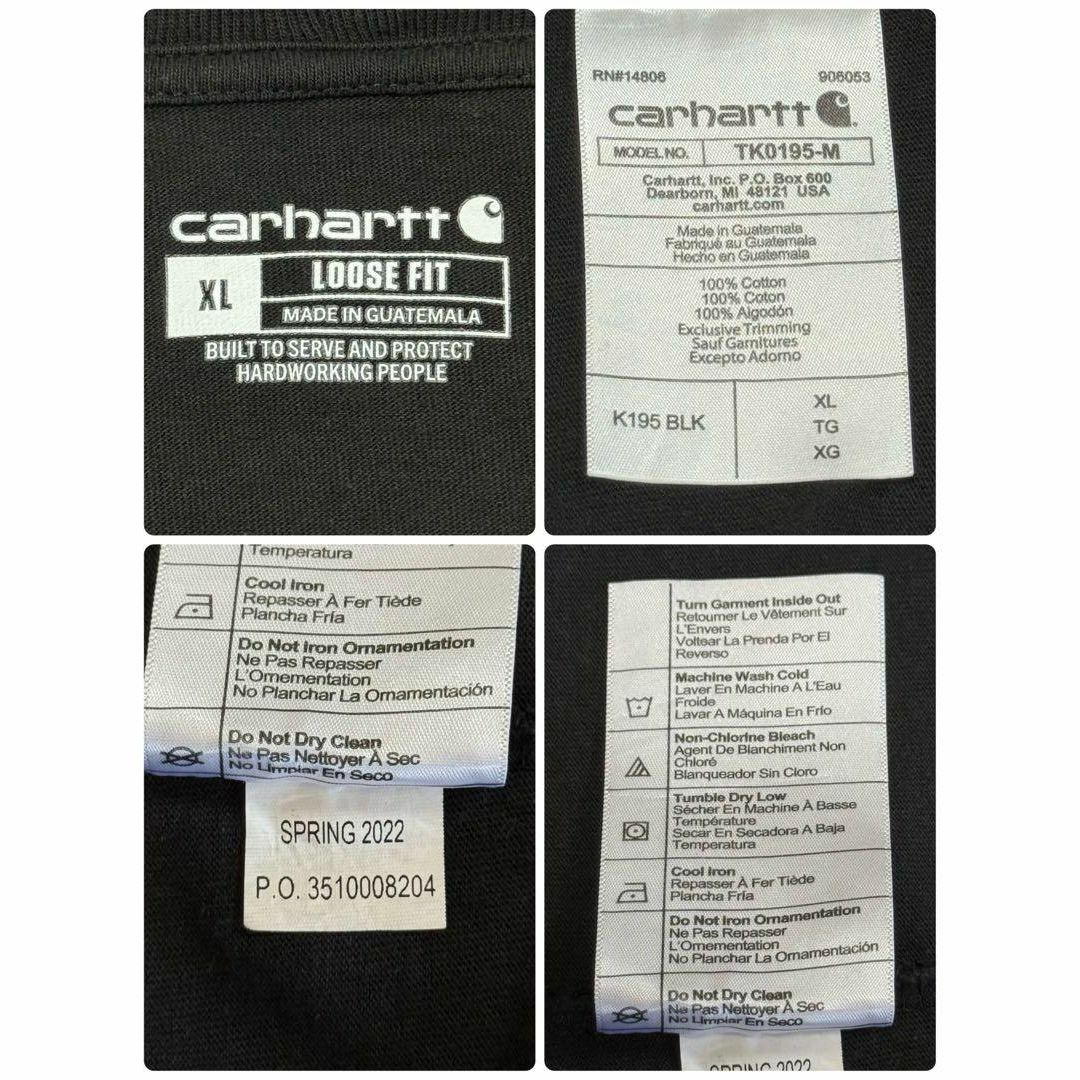 carhartt
XL
LOOSE FIT
MADE IN GUATEMALA
BUILT TO SERVE AND PROTECT
HARDWORKING PEOPLE
RN#14806 906053
carhartt
MODEL NO. TK0195-M
Carhartt, Inc. P.O. Box 600
Dearborn, MI 48121 USA
carhartt.com
Made in Guatemala
Fabriqué au Guatemala
Hecho en Guatemala
100% Cotton
100% Coton
100% Algodón
Exclusive Trimming
Sauf Garnitures
Excepto Adorno
K195 BLK
XL
TG
XG
Temperatura
Cool Iron
Repasser À Fer Tiède
Plancha Fría
Do Not Iron Ornamentation
Ne Pas Repasser
L'Ornementation
No Planchar La Ornamentación
Do Not Dry Clean
Ne Pas Nettoyer À Sec
No Limpiar En Seco
SPRING 2022
P.O. 3510008204
Turn Garment Inside Out
Retourner Le Vêtement Sur
L'Envers
Voltear La Prenda Por El
Reverso
Machine Wash Cold
Laver En Machine A L'Eau
Froide
Lavar A Máquina En Frío
Non-Chlorine Bleach
Agent De Blanchiment Non
Chloré
Blanqueador Sin Cloro
Tumble Dry Low
Sécher En Machine À Basse
Température
Secar En Secadora A Baja
Temperatura
Cool Iron
Repasser À Fer Tiède
Plancha Fría
Do Not Iron Ornamentation
Ne Pas Repasser
L'Ornementation
No Planchar La Ornamentación
Do Not Dry Clean
Ne Pas Nettoyer À Sec
No Limpiar En Seco
SPRING 2022